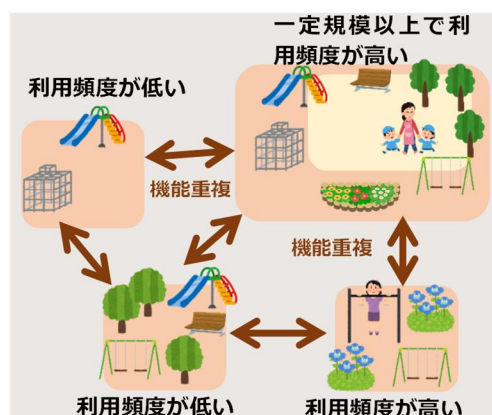 一定規模以上で利
用頻度が高い
利用頻度が低い
機能重複
機能重複
利用頻度が低い
利用頻度が高い